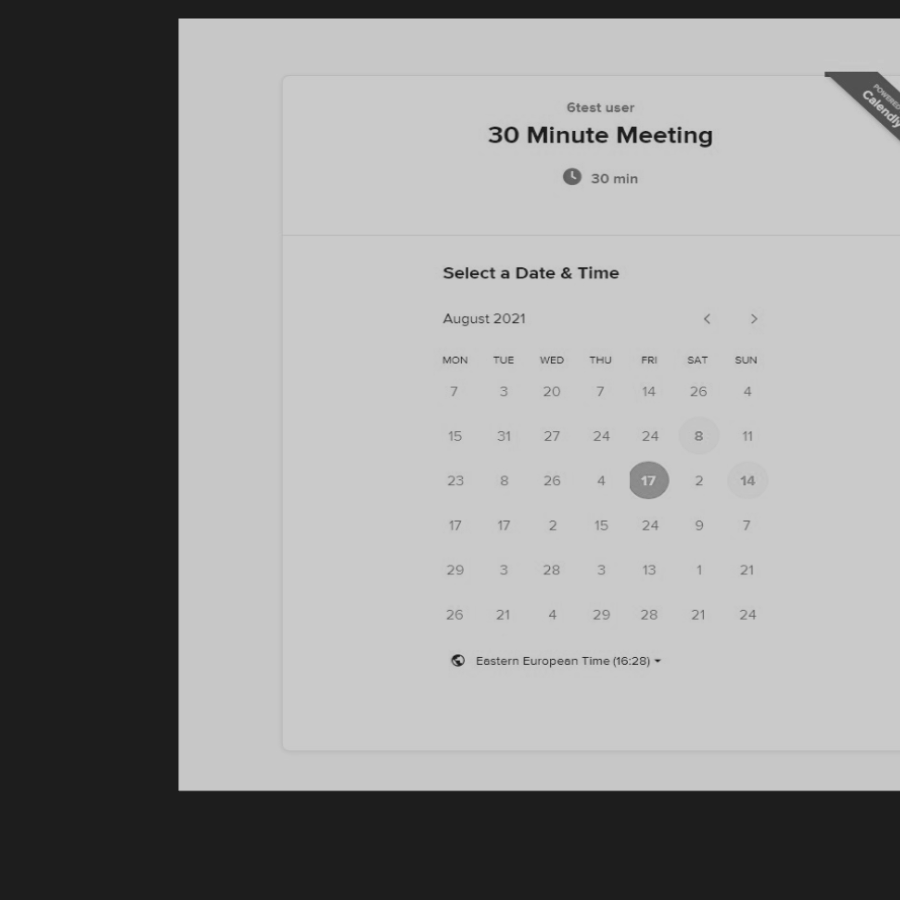 6test user
30 Minute Meeting
30 min
POWERED
Calendly
Select a Date & Time
August 2021
MON TUE WED THU FRI SAT SUN
7 3 20 7 14 26 4
15 31 27 24 24 8 11
23 8 26 4 17 2 14
17 17 2 15 24 9 7
29 3 28 3 13 1 21
26 21 4 29 28 21 24
Eastern European Time (16:28)